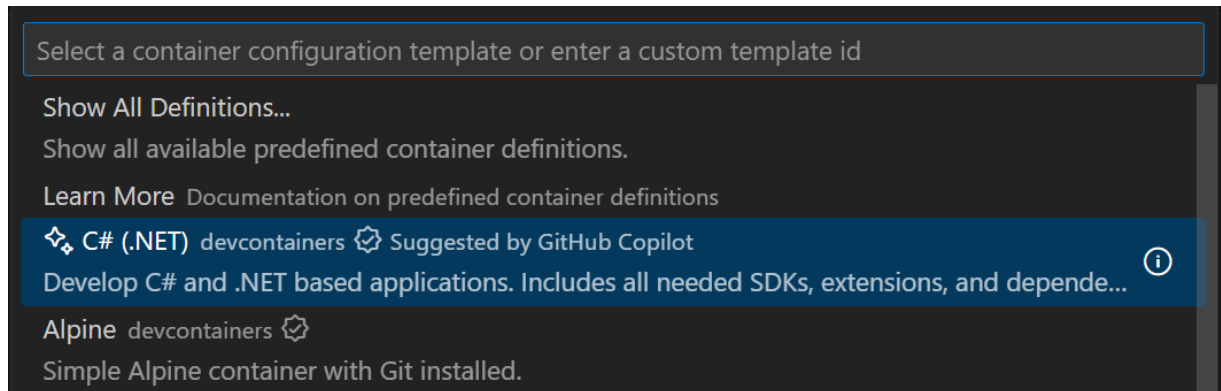 Select a container configuration template or enter a custom template id
Show All Definitions...
Show all available predefined container definitions.
Learn More Documentation on predefined container definitions
C# (.NET) devcontainers Suggested by GitHub Copilot
Develop C# and .NET based applications. Includes all needed SDKs, extensions, and depende...
Alpine devcontainers
Simple Alpine container with Git installed.